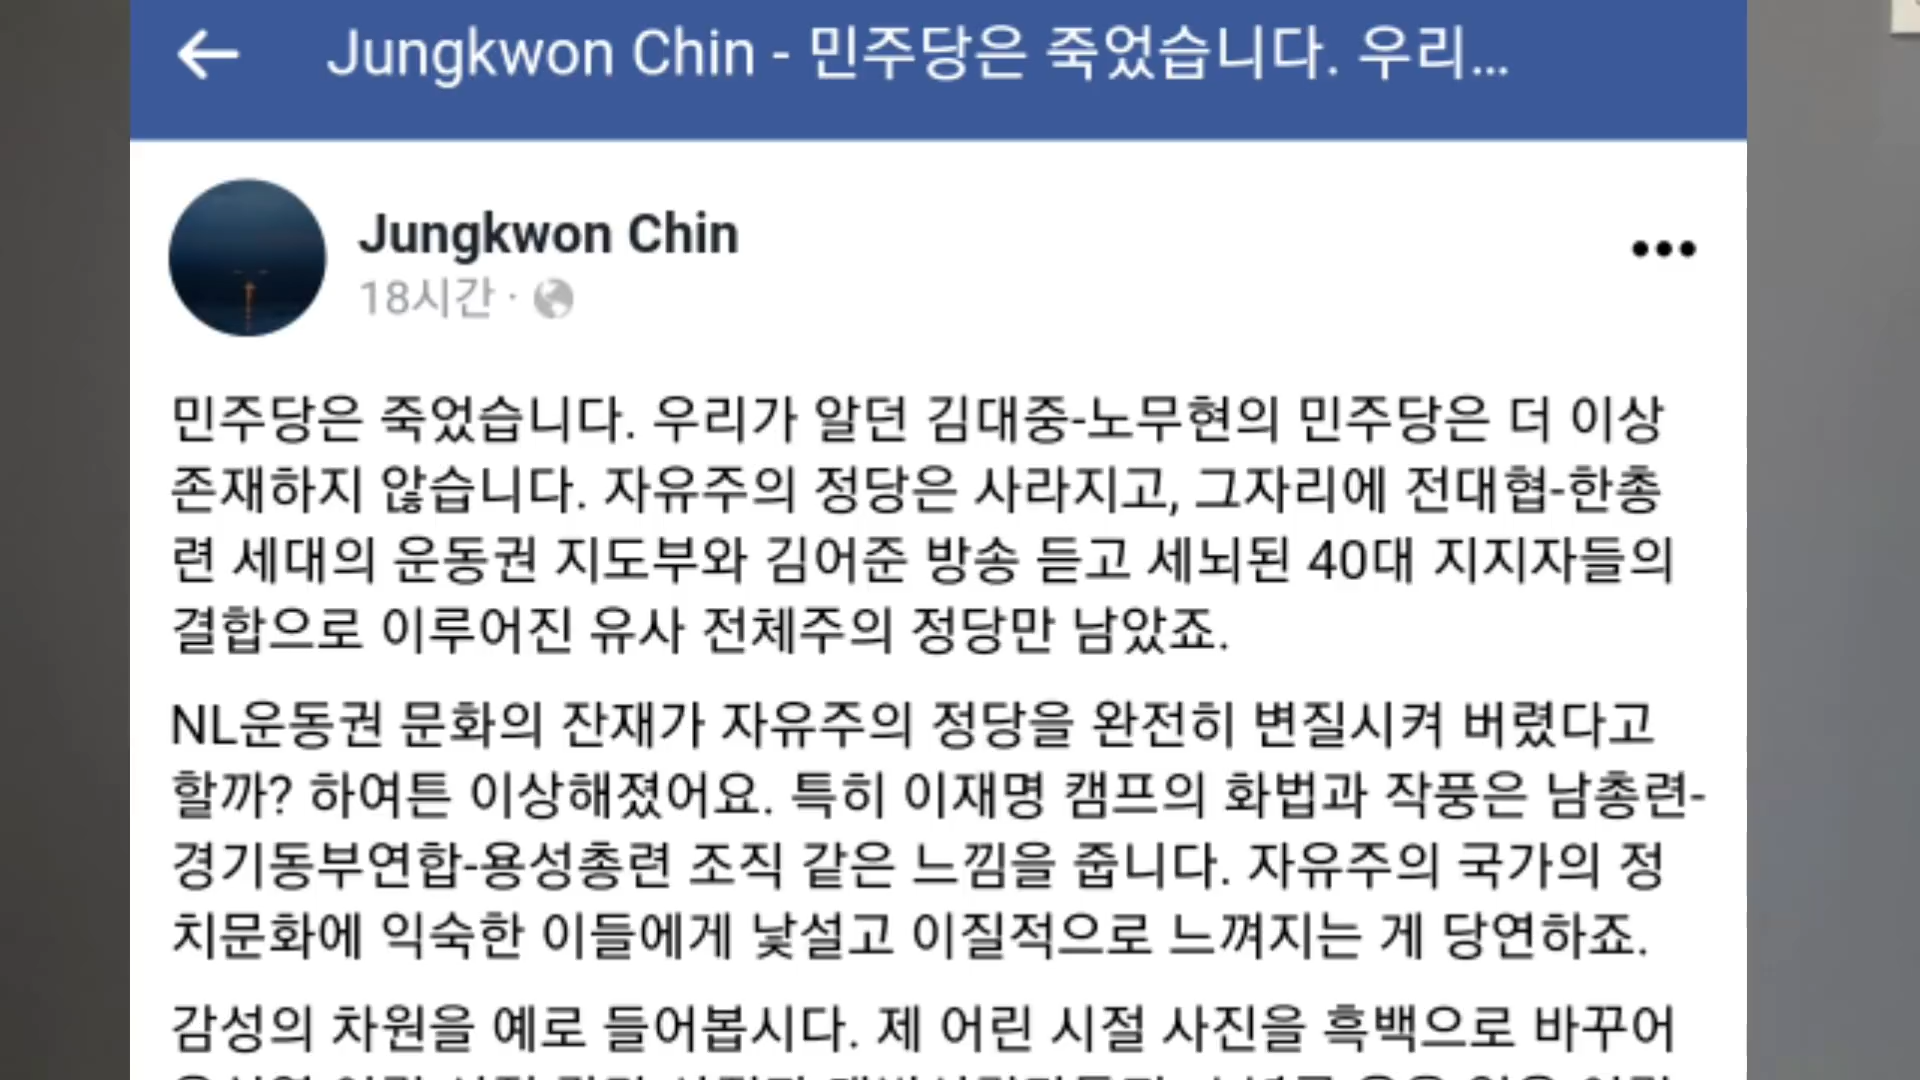 Jungkwon Chin - 민주당은 죽었습니다. 우리...
Jungkwon Chin
18시간 ·
민주당은 죽었습니다. 우리가 알던 김대중-노무현의 민주당은 더 이상
존재하지 않습니다. 자유주의 정당은 사라지고, 그자리에 전대협-한총
련 세대의 운동권 지도부와 김어준 방송 듣고 세뇌된 40대 지지자들의
결합으로 이루어진 유사 전체주의 정당만 남았죠.
NL운동권 문화의 잔재가 자유주의 정당을 완전히 변질시켜 버렸다고
할까? 하여튼 이상해졌어요. 특히 이재명 캠프의 화법과 작풍은 남총련-
경기동부연합-용성총련 조직 같은 느낌을 줍니다. 자유주의 국가의 정
치문화에 익숙한 이들에게 낯설고 이질적으로 느껴지는 게 당연하죠.
감성의 차원을 예로 들어봅시다. 제 어린 시절 사진을 흑백으로 바꾸어